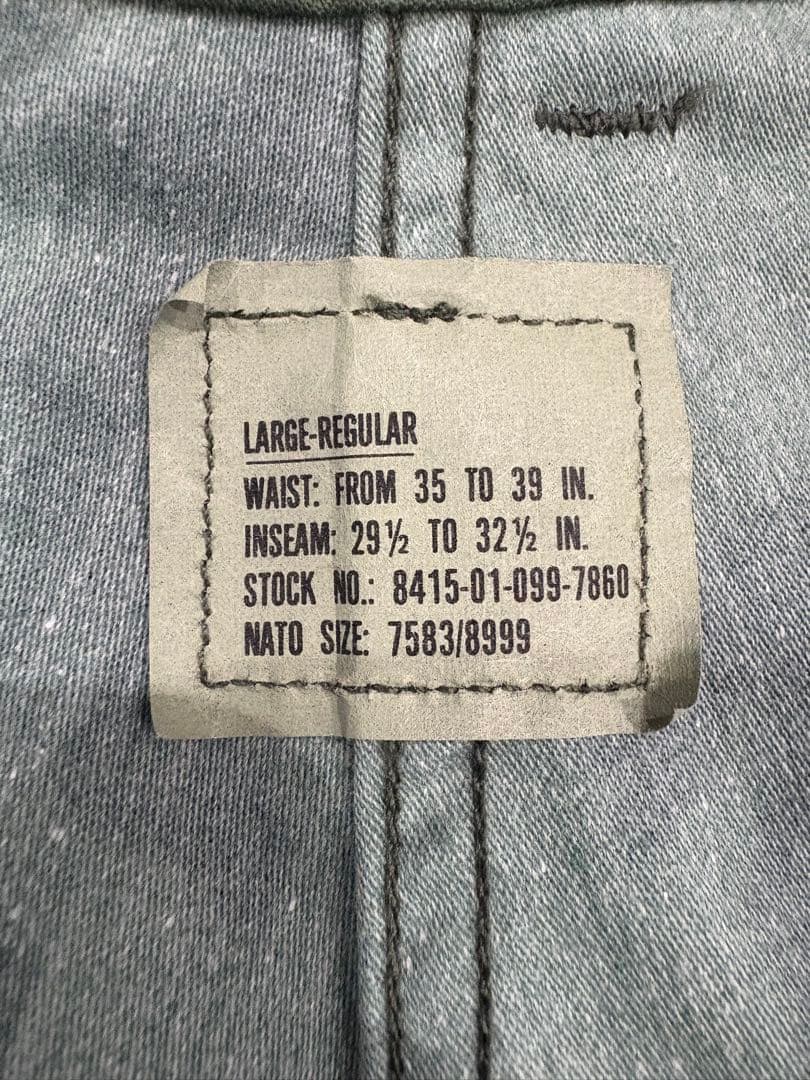 LARGE-REGULAR
WAIST: FROM 35 TO 39 IN.
INSEAM: 29½ TO 32½ IN.
STOCK NO.: 8415-01-099-7860
NATO SIZE: 7583/8999